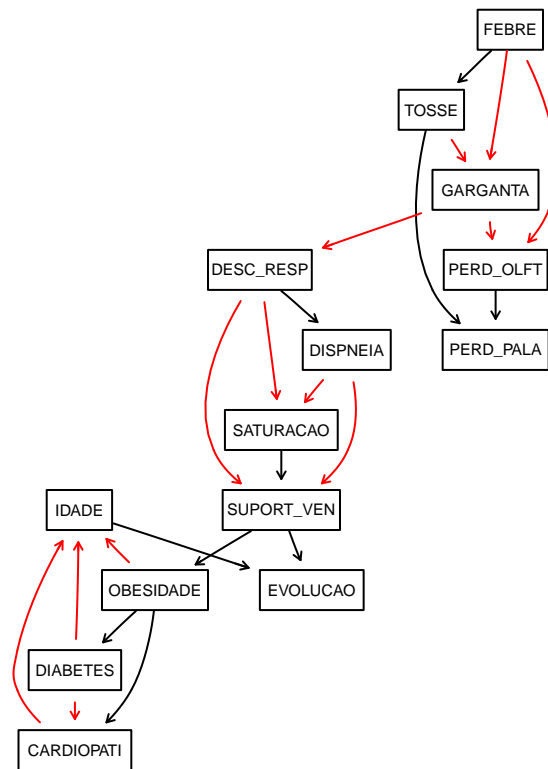 FEBRE
TOSSE
GARGANTA
DESC_RESP
PERD_OLFT
DISPNEIA
PERD_PALA
SATURACAO
IDADE
SUPORT_VEN
OBESIDADE
EVOLUCAO
DIABETES
CARDIOPATI